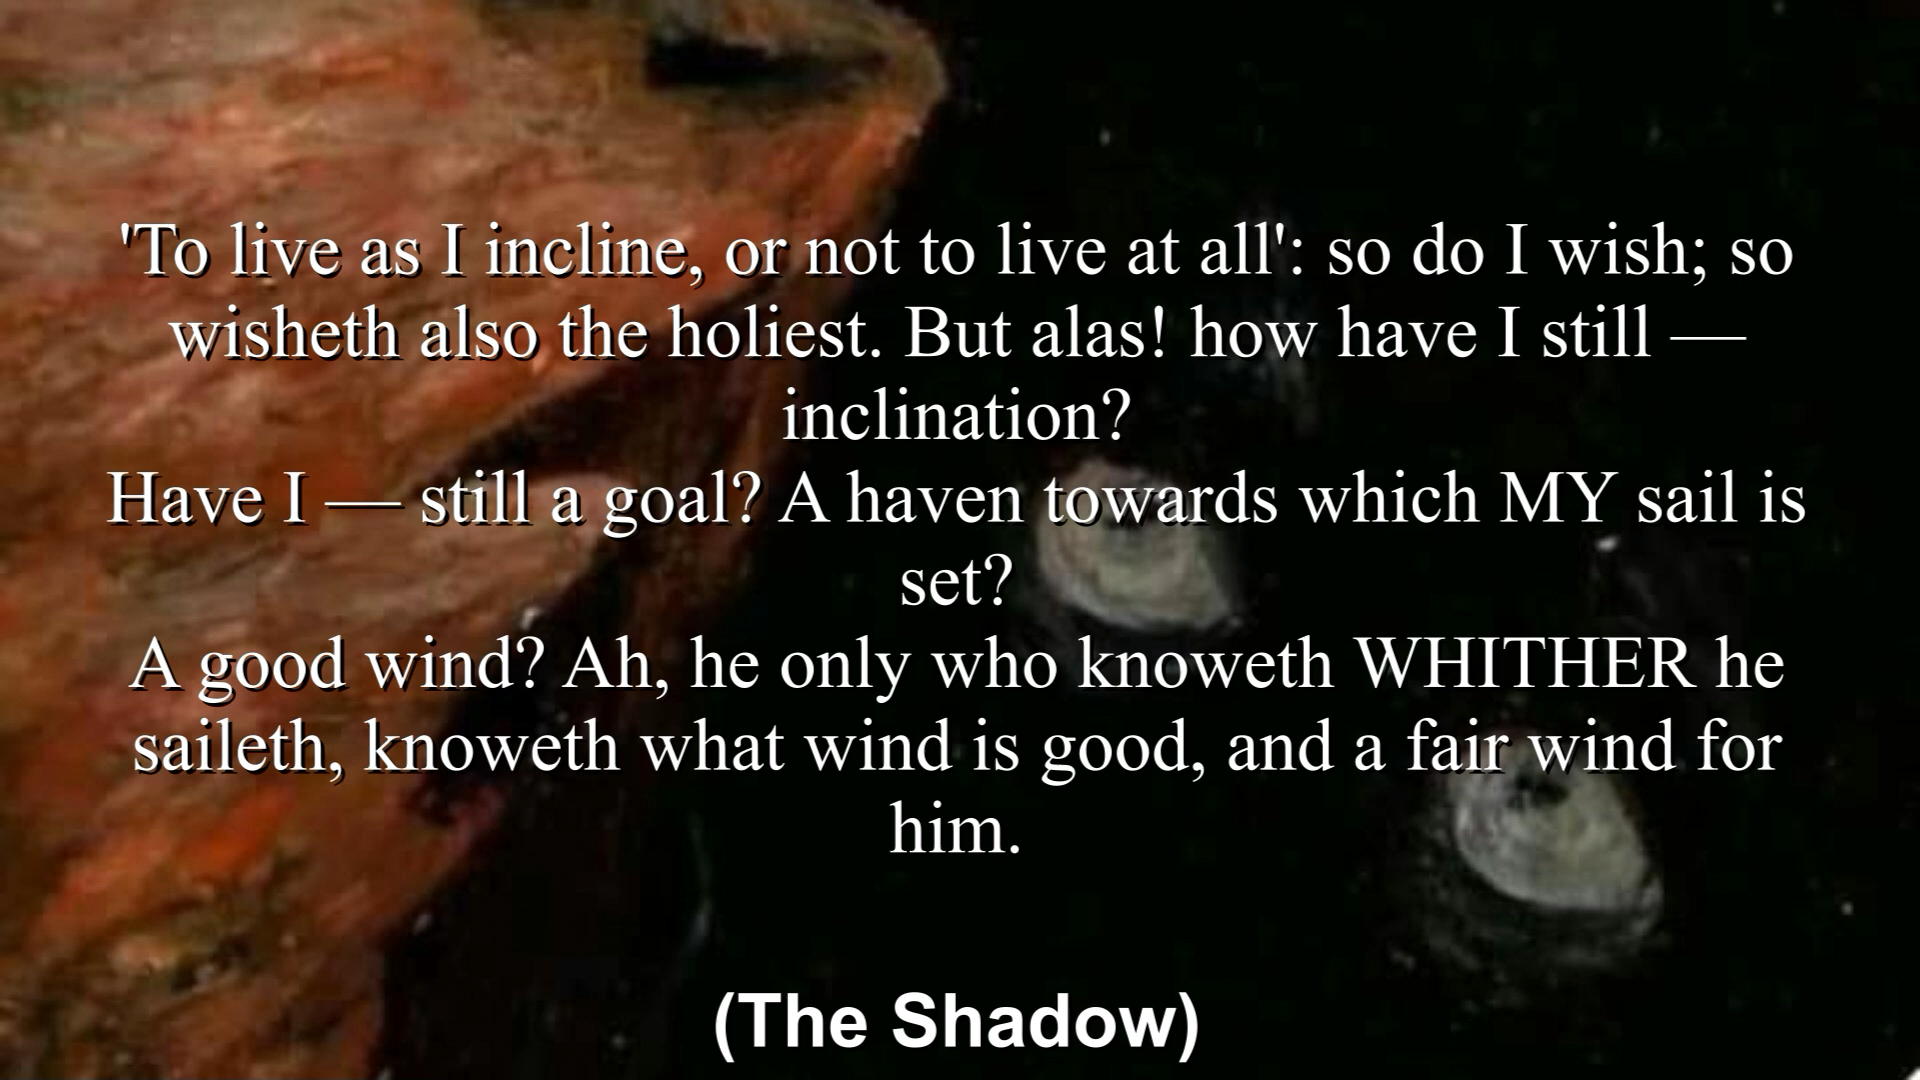 'To live as I incline, or not to live at all': so do I wish; so
wisheth also the holiest. But alas! how have I still —
inclination?
Have I — still a goal? A haven towards which MY sail is
set?
A good wind? Ah, he only who knoweth WHITHER he
saileth, knoweth what wind is good, and a fair wind for
him.
(The Shadow)